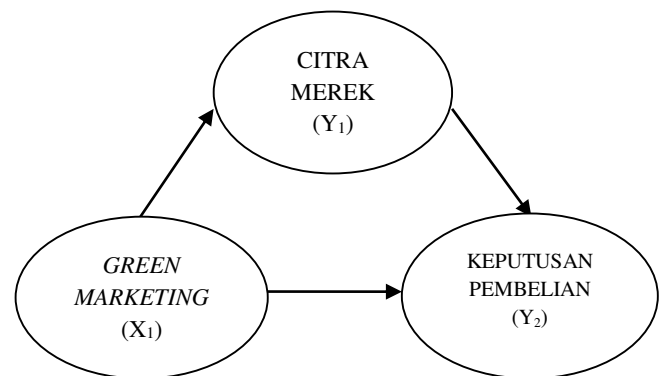 CITRA
MEREK
(Y₁)
GREEN
MARKETING
(X₁)
KEPUTUSAN
PEMBELIAN
(Y₂)